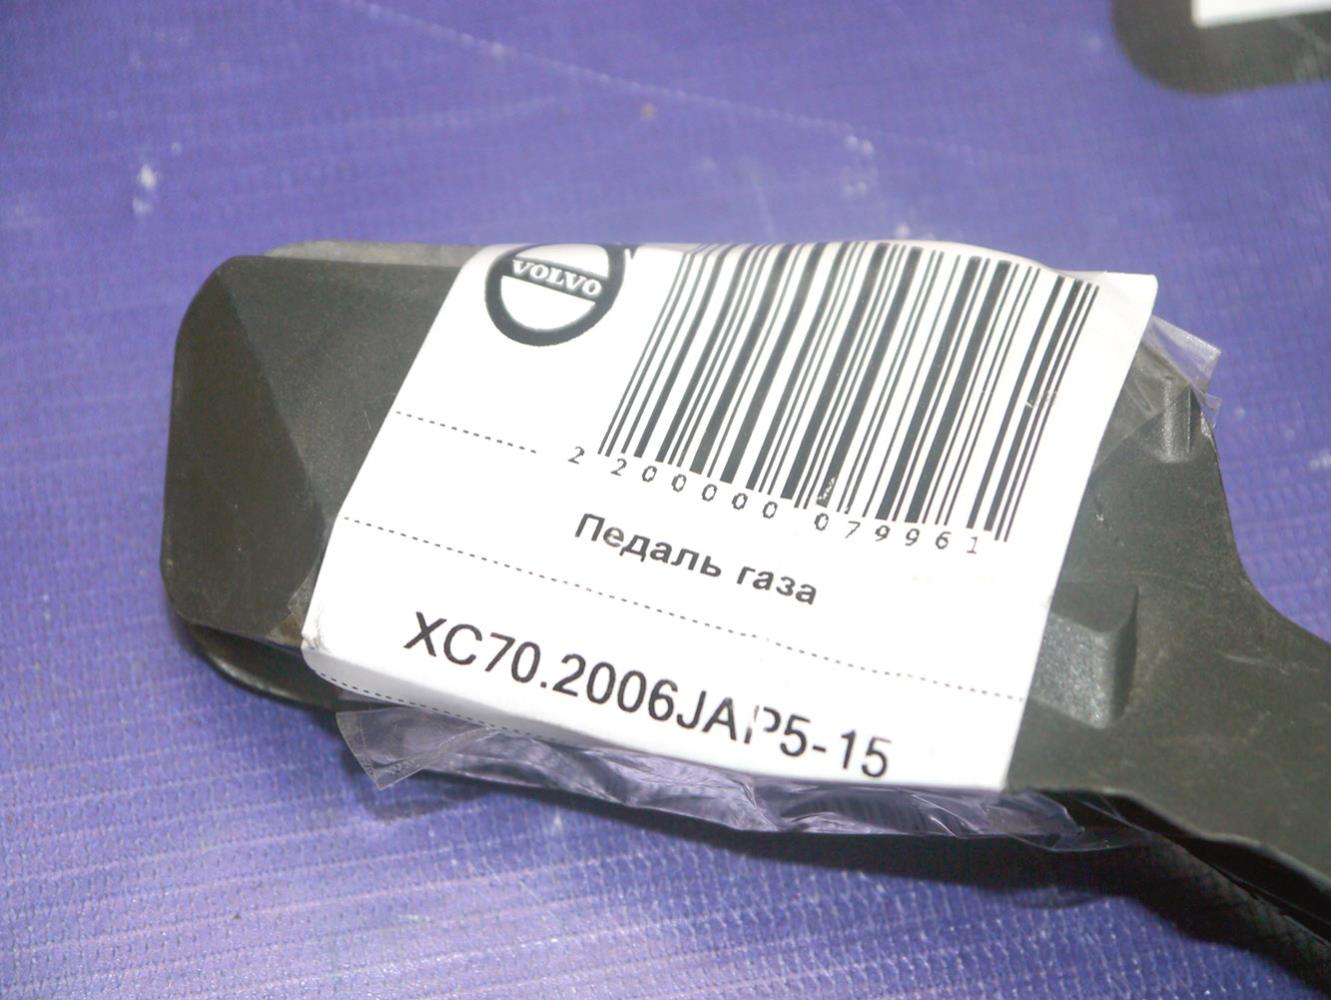 VOLVO
2 200000 079961
Педаль газа
XC70.2006JAP5-15